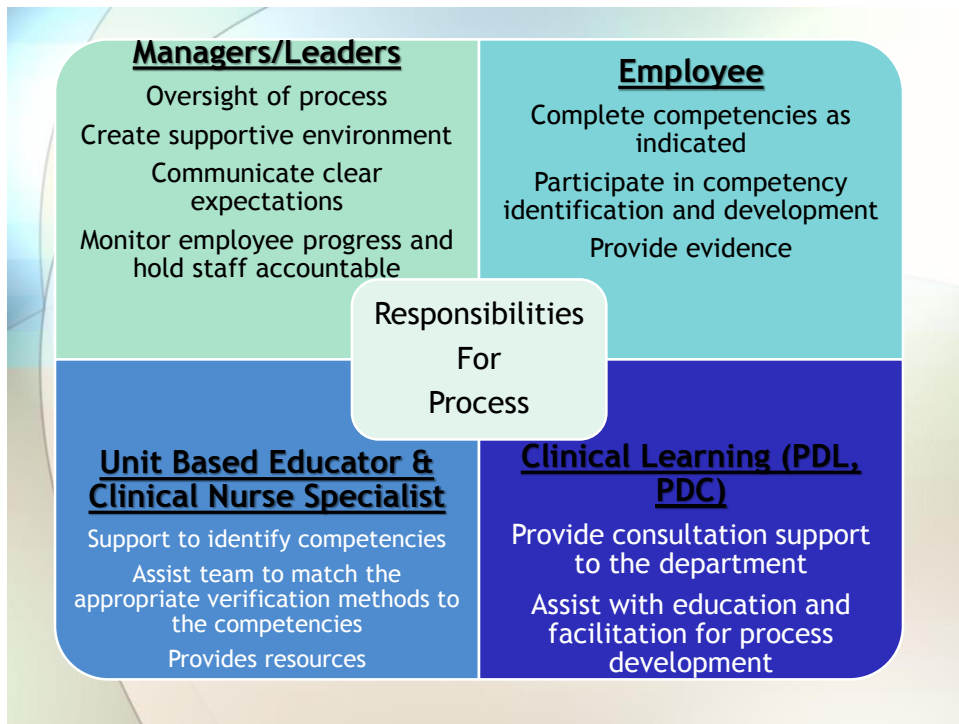 Managers/Leaders
Oversight of process
Create supportive environment
Communicate clear
expectations
Monitor employee progress and
hold staff accountable
Employee
Complete competencies as
indicated
Participate in competency
identification and development
Provide evidence
Responsibilities
For
Process
Unit Based Educator &
Clinical Nurse Specialist
Support to identify competencies
Assist team to match the
appropriate verification methods to
the competencies
Provides resources
Clinical Learning (PDL,
PDC)
Provide consultation support
to the department
Assist with education and
facilitation for process
development